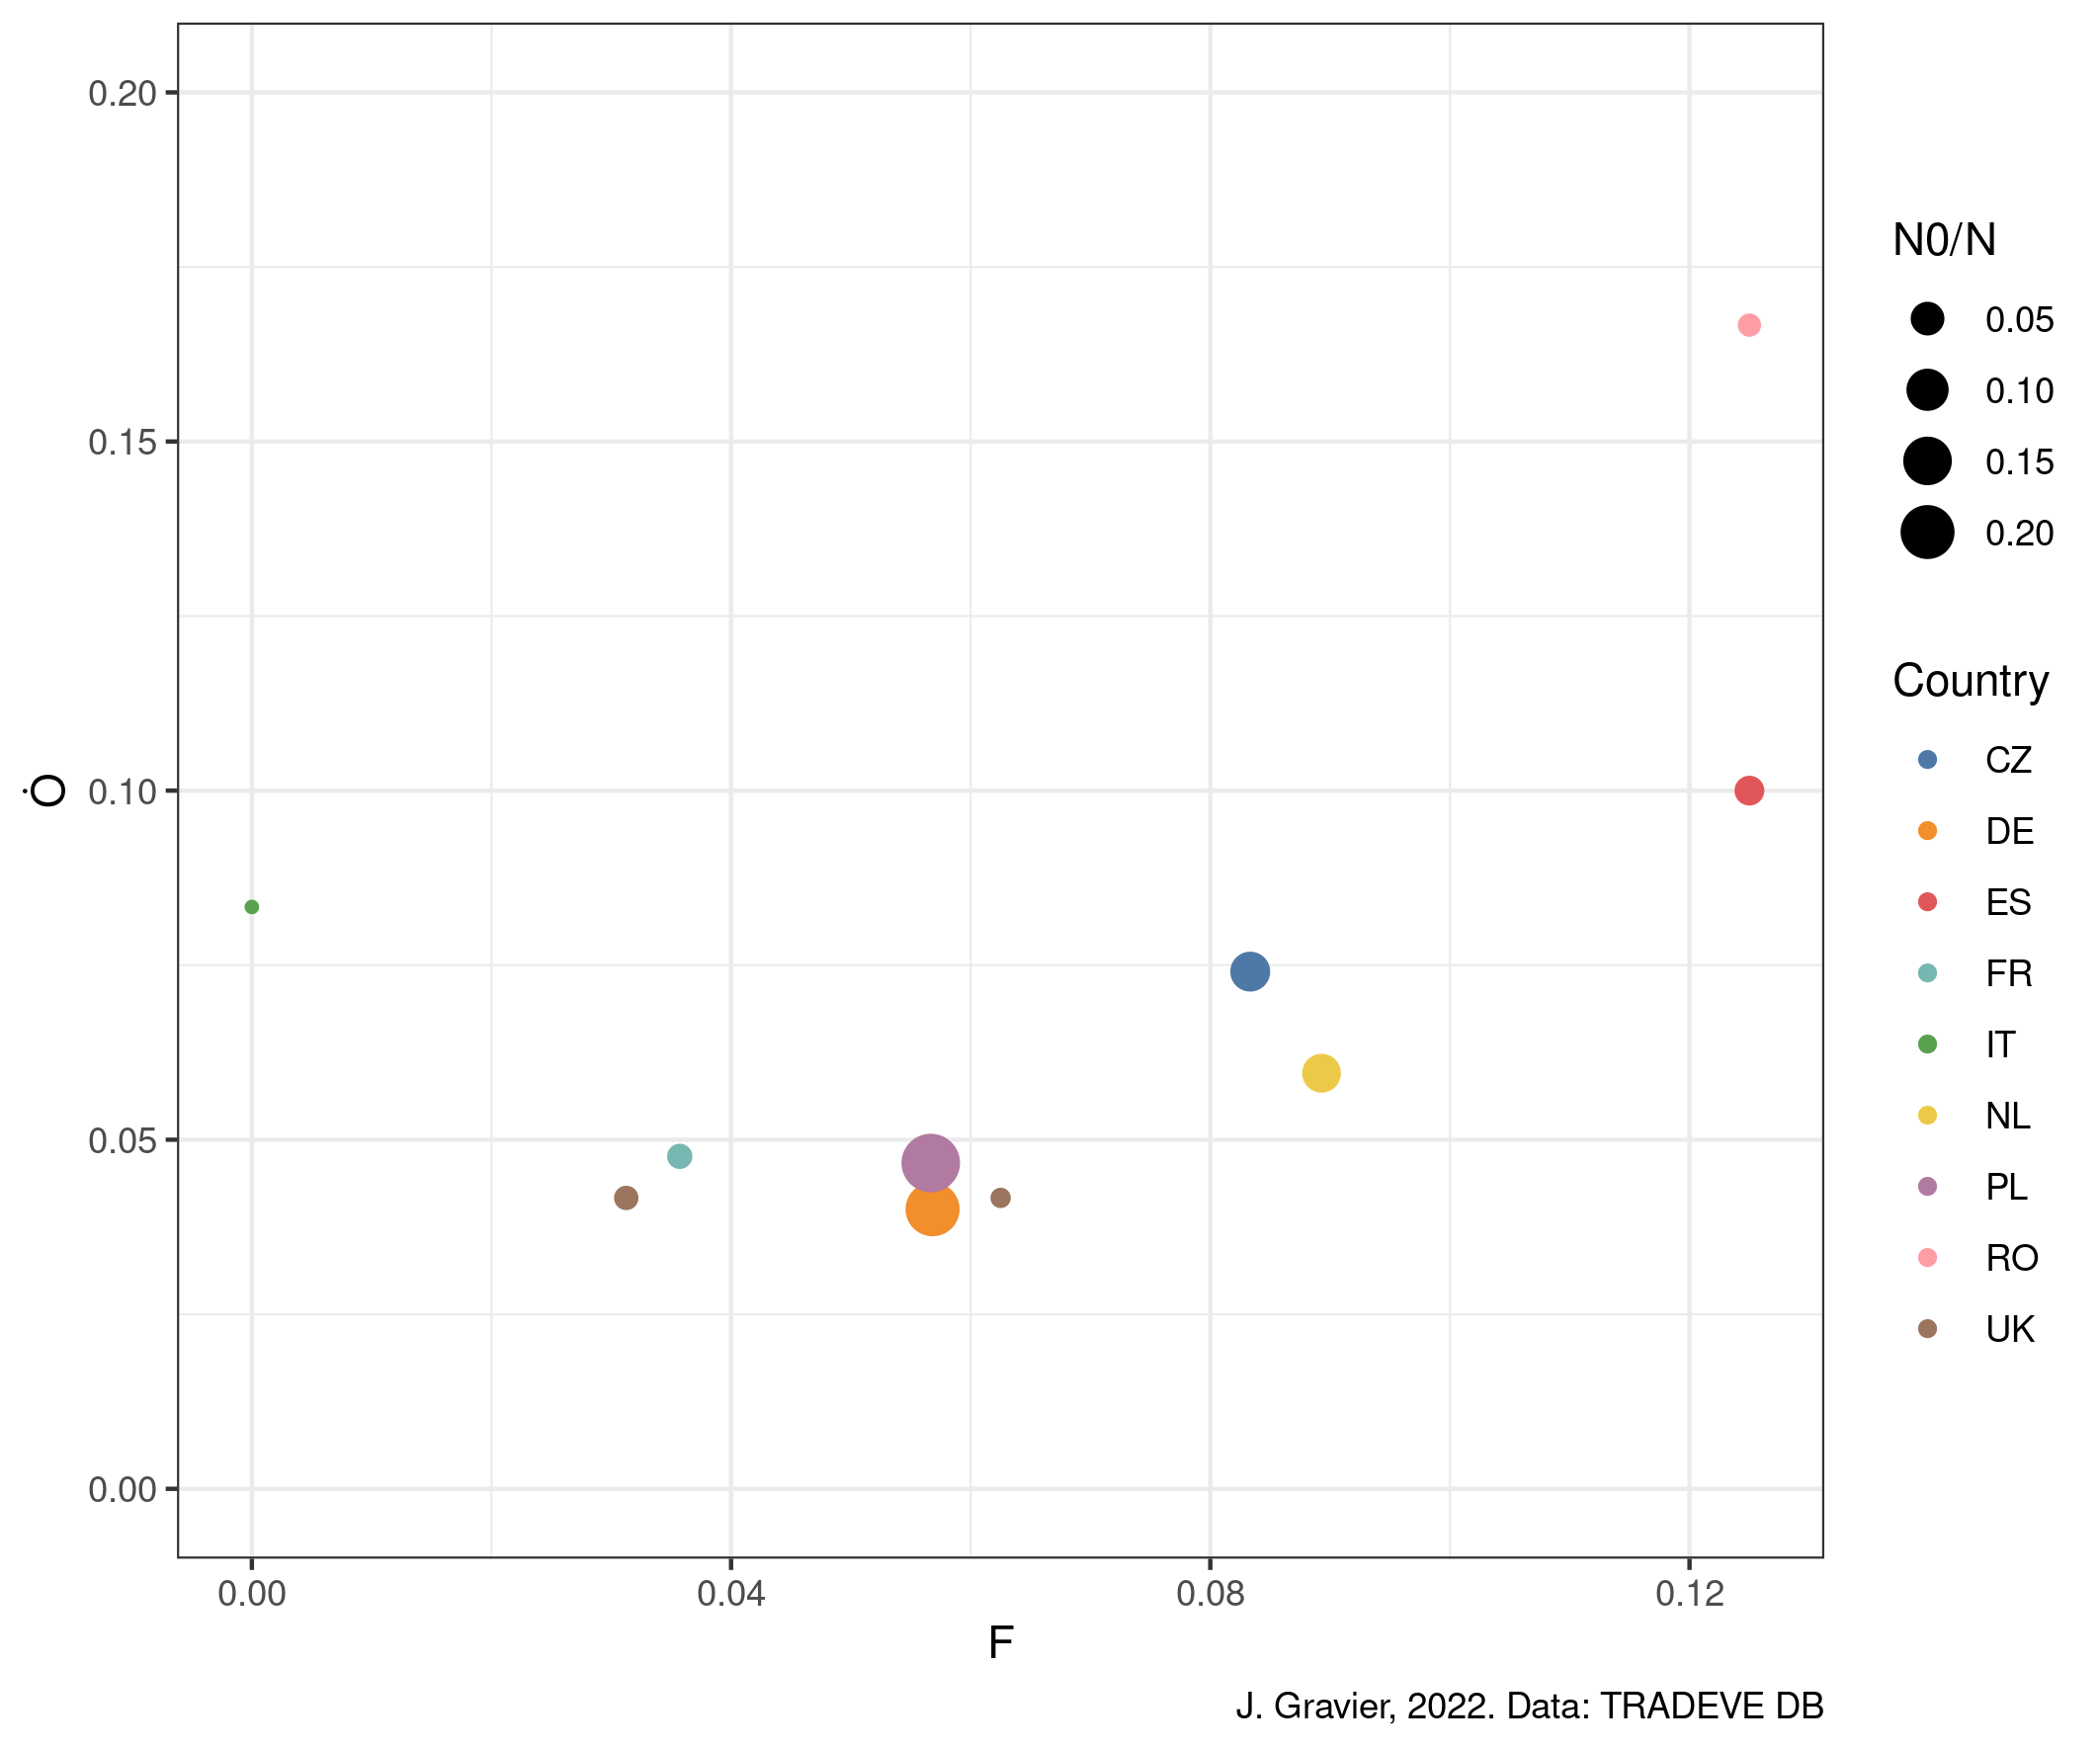 0.20
0.15
0.10
0.05
0.00
Ȯ
0.00 0.04 0.08 0.12
F
N0/N
0.05
0.10
0.15
0.20
Country
CZ
DE
ES
FR
IT
NL
PL
RO
UK
J. Gravier, 2022. Data: TRADEVE DB